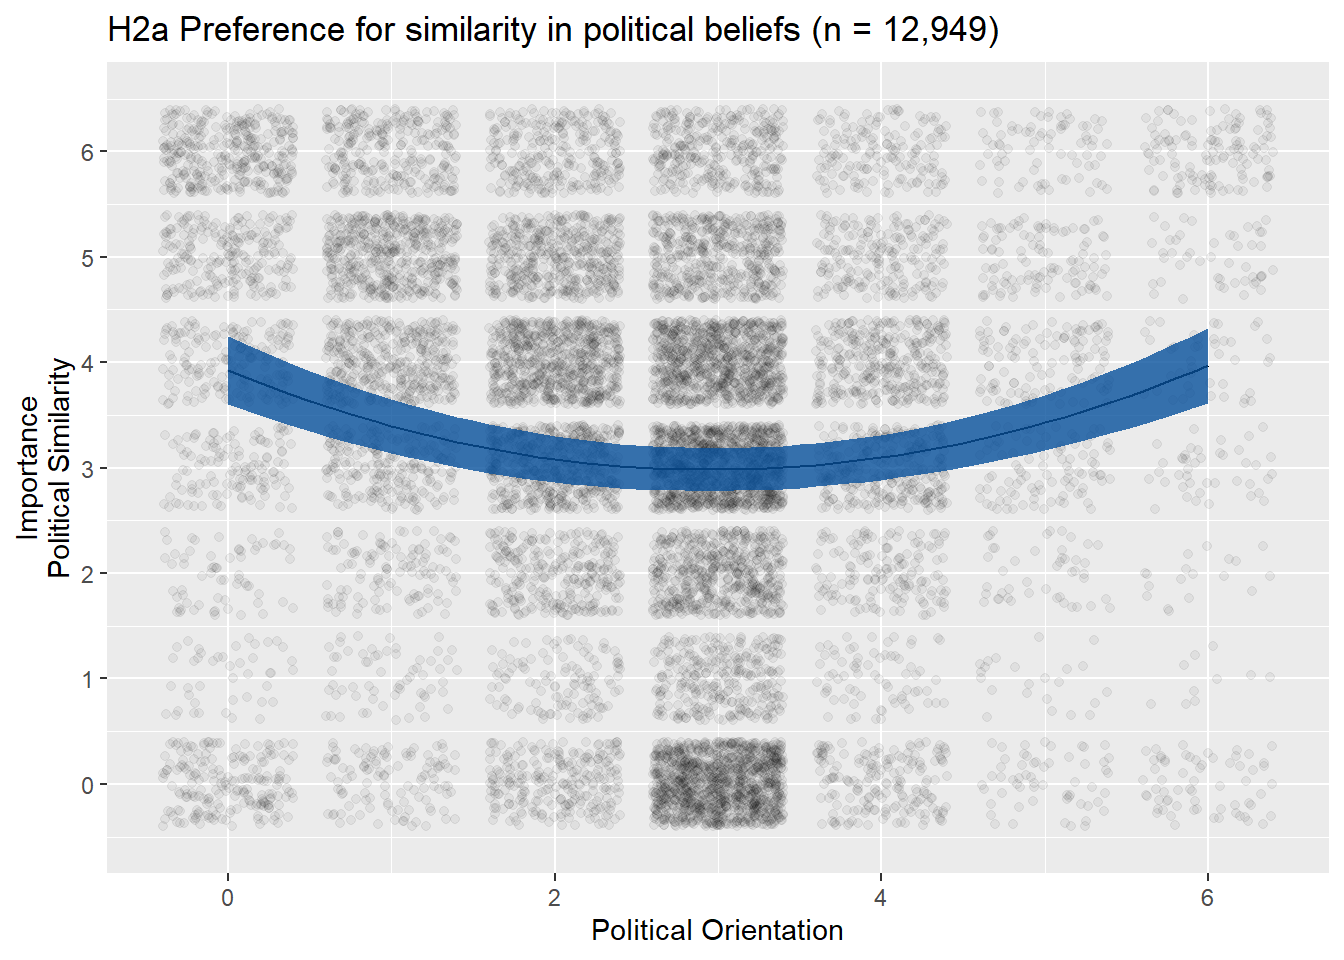 H2a Preference for similarity in political beliefs (n = 12,949)
Importance
Political Similarity
6
5
4
3
2
1
0
0 2 4 6
Political Orientation